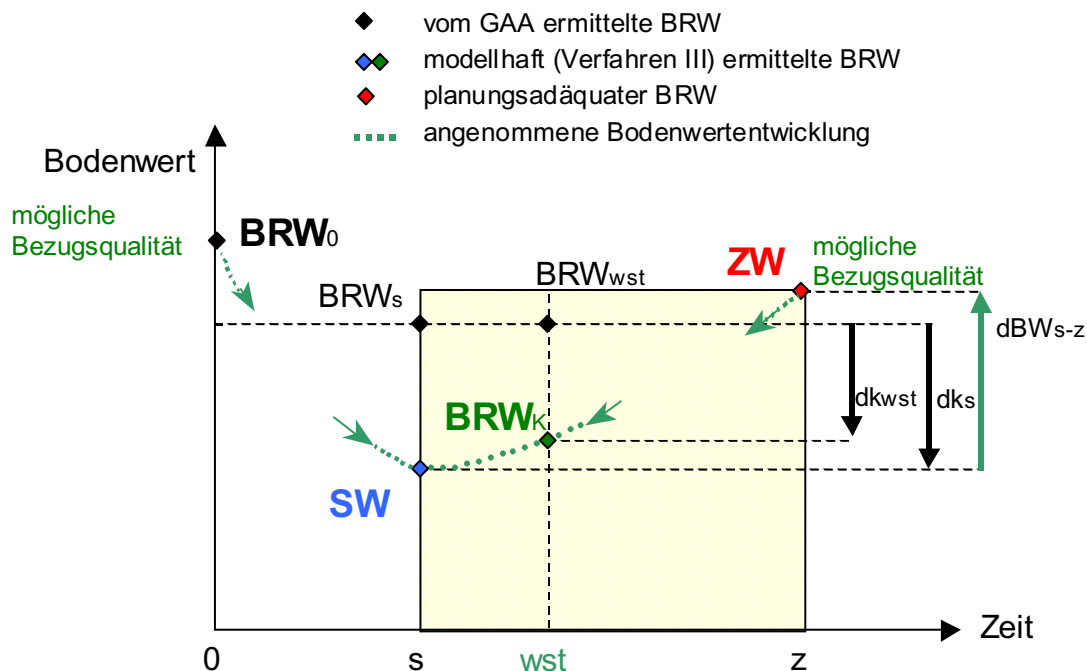 vom GAA ermittelte BRW
modellhaft (Verfahren III) ermittelte BRW
planungsadäquater BRW
angenommene Bodenwertentwicklung
Bodenwert
mögliche
Bezugsqualität
BRW0
ZW
mögliche
Bezugsqualität
BRWs
BRWwst
dBWs-z
dkwst
dks
BRWK
SW
Zeit
0
s
wst
z